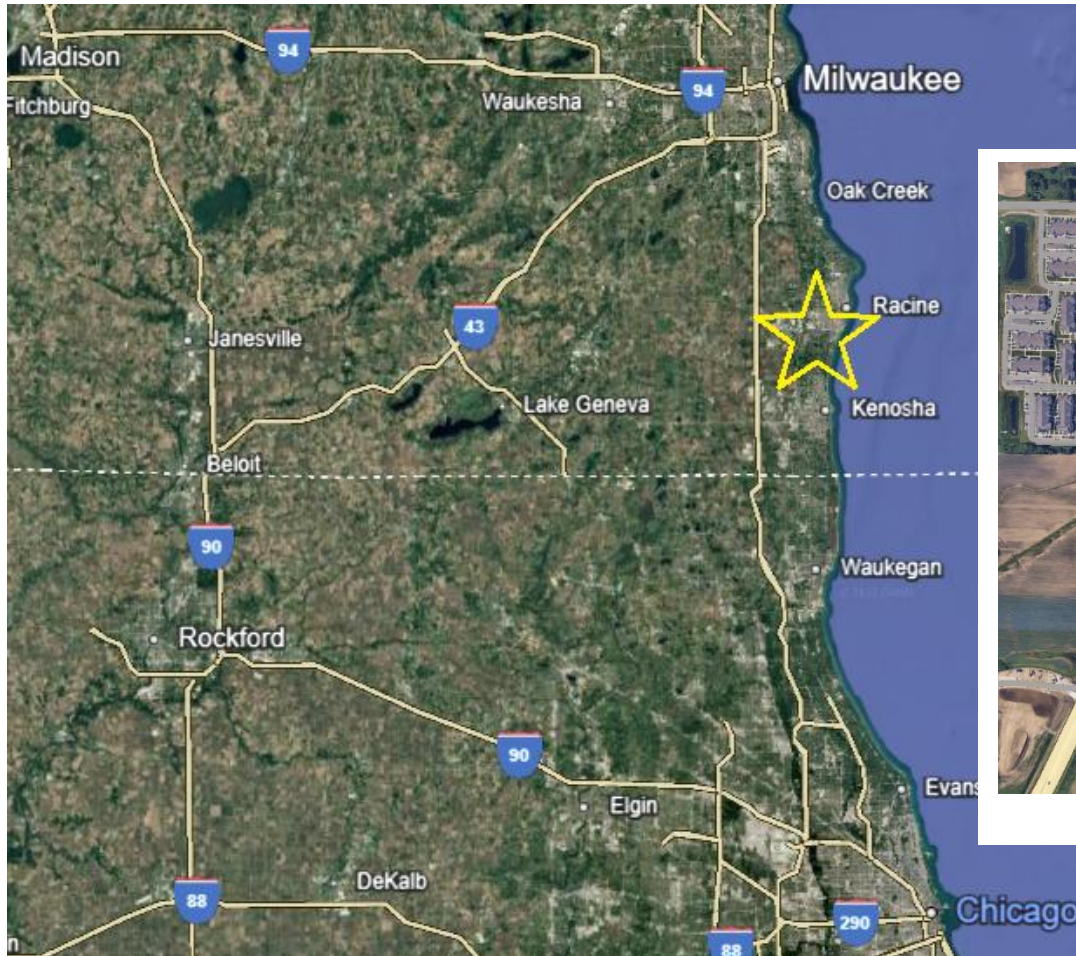 Madison
94
Milwaukee
Fitchburg
Waukesha
94
Oak Creek
Racine
43
Janesville
Lake Geneva
Kenosha
Beloit
90
Waukegan
Rockford
90
Evans
Elgin
DeKalb
88
290
Chicago
n
88